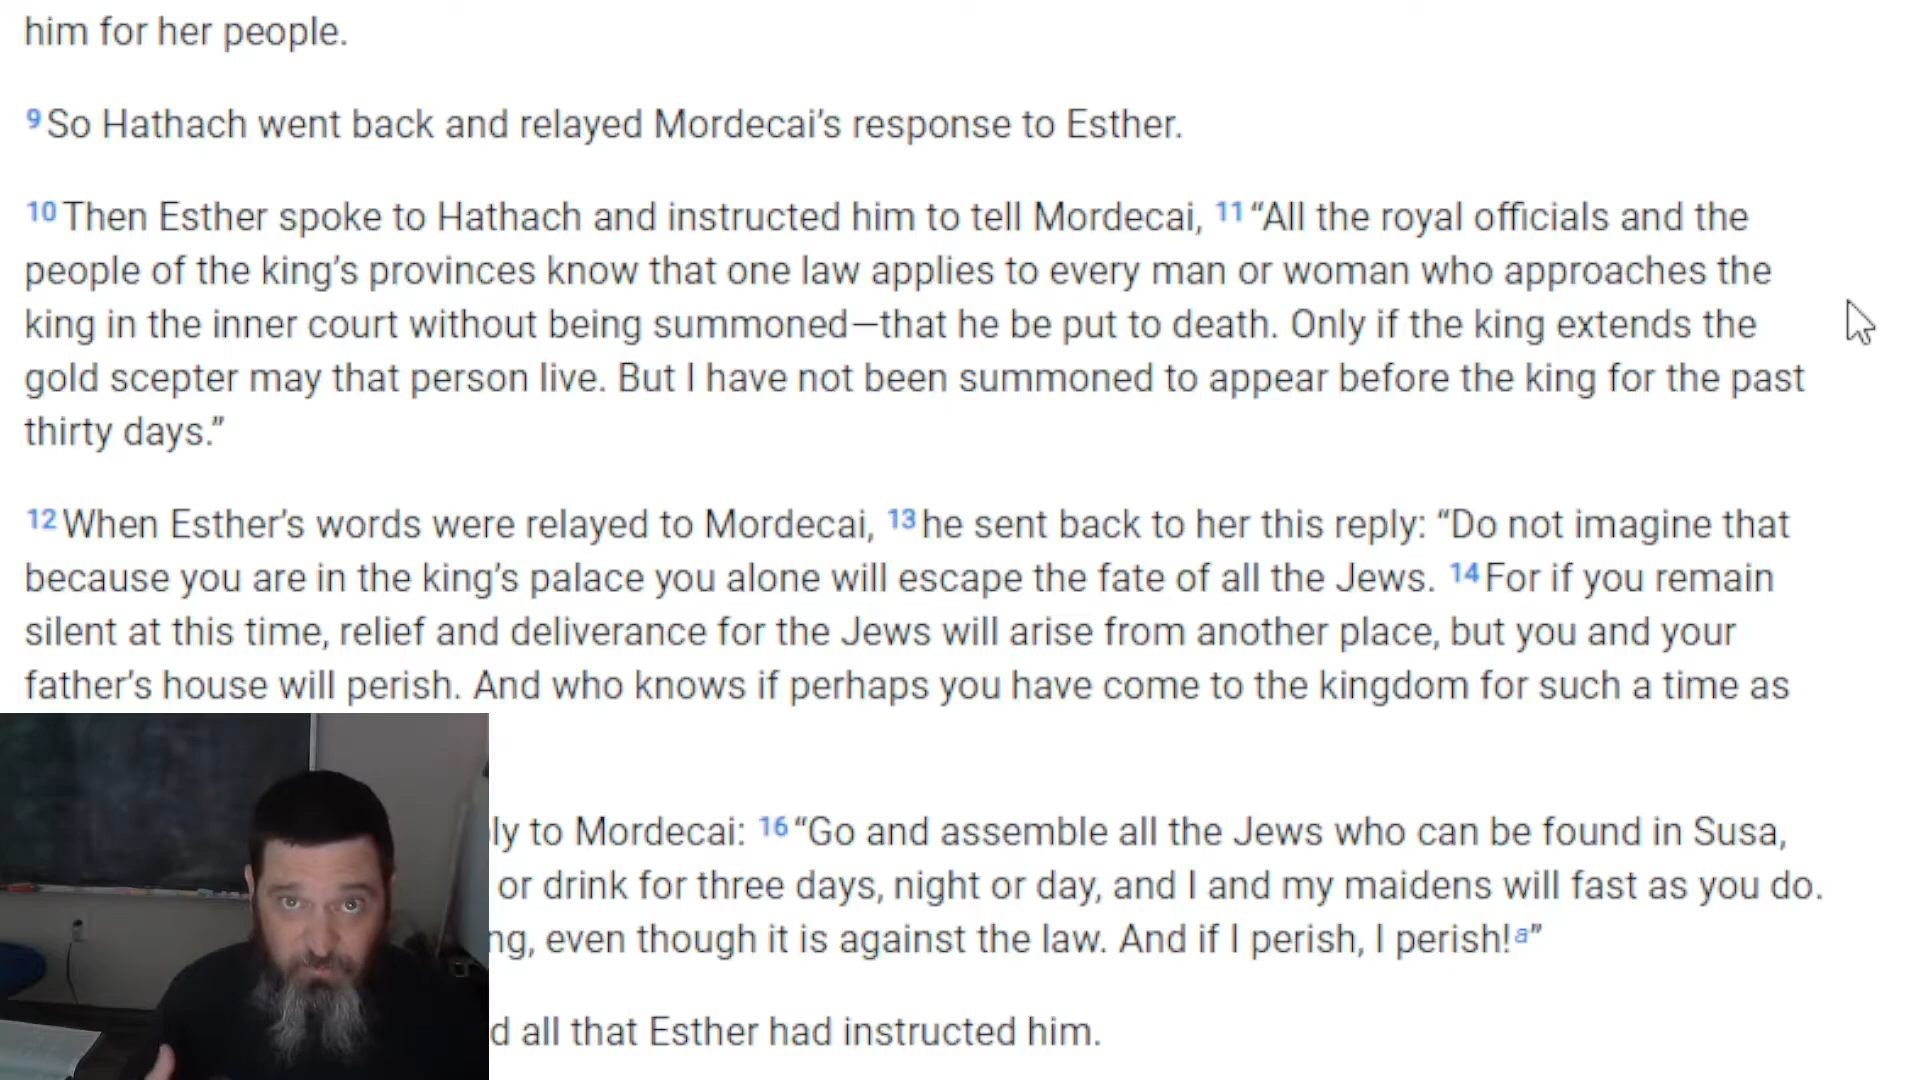 him for her people.
9 So Hathach went back and relayed Mordecai’s response to Esther.
10 Then Esther spoke to Hathach and instructed him to tell Mordecai, 11 “All the royal officials and the
people of the king’s provinces know that one law applies to every man or woman who approaches the
king in the inner court without being summoned—that he be put to death. Only if the king extends the
gold scepter may that person live. But I have not been summoned to appear before the king for the past
thirty days.”
12 When Esther’s words were relayed to Mordecai, 13 he sent back to her this reply: “Do not imagine that
because you are in the king’s palace you alone will escape the fate of all the Jews. 14 For if you remain
silent at this time, relief and deliverance for the Jews will arise from another place, but you and your
father’s house will perish. And who knows if perhaps you have come to the kingdom for such a time as
ly to Mordecai: 16 “Go and assemble all the Jews who can be found in Susa,
or drink for three days, night or day, and I and my maidens will fast as you do.
ng, even though it is against the law. And if I perish, I perish! a”
d all that Esther had instructed him.